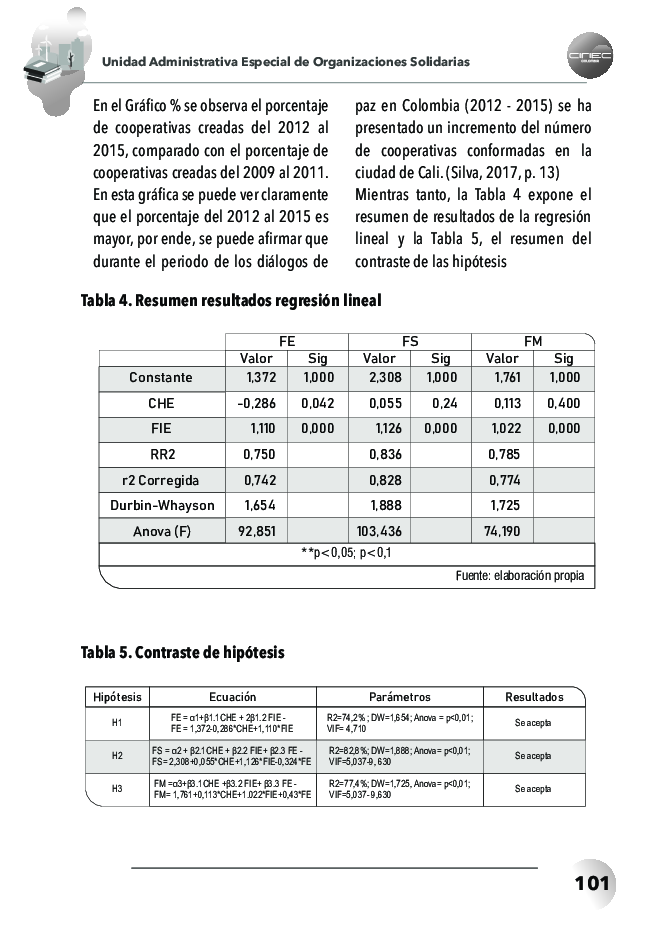 Unidad Administrativa Especial de Organizaciones Solidarias
CIRIEC
COLOMBIA
En el Gráfico % se observa el porcentaje
de cooperativas creadas del 2012 al
2015, comparado con el porcentaje de
cooperativas creadas del 2009 al 2011.
En esta gráfica se puede ver claramente
que el porcentaje del 2012 al 2015 es
mayor, por ende, se puede afirmar que
durante el periodo de los diálogos de
paz en Colombia (2012 - 2015) se ha
presentado un incremento del número
de cooperativas conformadas en la
ciudad de Cali. (Silva, 2017, p. 13)
Mientras tanto, la Tabla 4 expone el
resumen de resultados de la regresión
lineal y la Tabla 5, el resumen del
contraste de las hipótesis
Tabla 4. Resumen resultados regresión lineal
FE FS FM
Valor Sig Valor Sig Valor Sig
Constante 1,372 1,000 2,308 1,000 1,761 1,000
CHE -0,286 0,042 0,055 0,24 0,113 0,400
FIE 1,110 0,000 1,126 0,000 1,022 0,000
RR2 0,750 0,836 0,785
r2 Corregida 0,742 0,828 0,774
Durbin-Whayson 1,654 1,888 1,725
Anova (F) 92,851 103,436 74,190
**p<0,05; p<0,1
Fuente: elaboración propia
Tabla 5. Contraste de hipótesis
Hipótesis Ecuación Parámetros Resultados
H1 FE = α1+β1.1CHE + 2β1.2 FIE - R2=74,2%; DW=1,654; Anova = p<0,01; Se acepta
FE = 1,372-0,286*CHE+1,110*FIE VIF= 4,710
H2 FS = α2 + β2.1CHE + β2.2 FIE+ β2.3 FE - R2=82,8%; DW=1,888; Anova = p<0,01; Se acepta
FS= 2,308+0,055*CHE+1,126*FIE-0,324*FE VIF=5,037-9,630
H3 FM =α3+β3.1CHE +β3.2 FIE+ β3.3 FE - R2=77,4%; DW=1,725, Anova= p<0,01; Se acepta
FM= 1,761+0,113*CHE+1.022*FIE+0,43*FE VIF=5,037-9,630
101